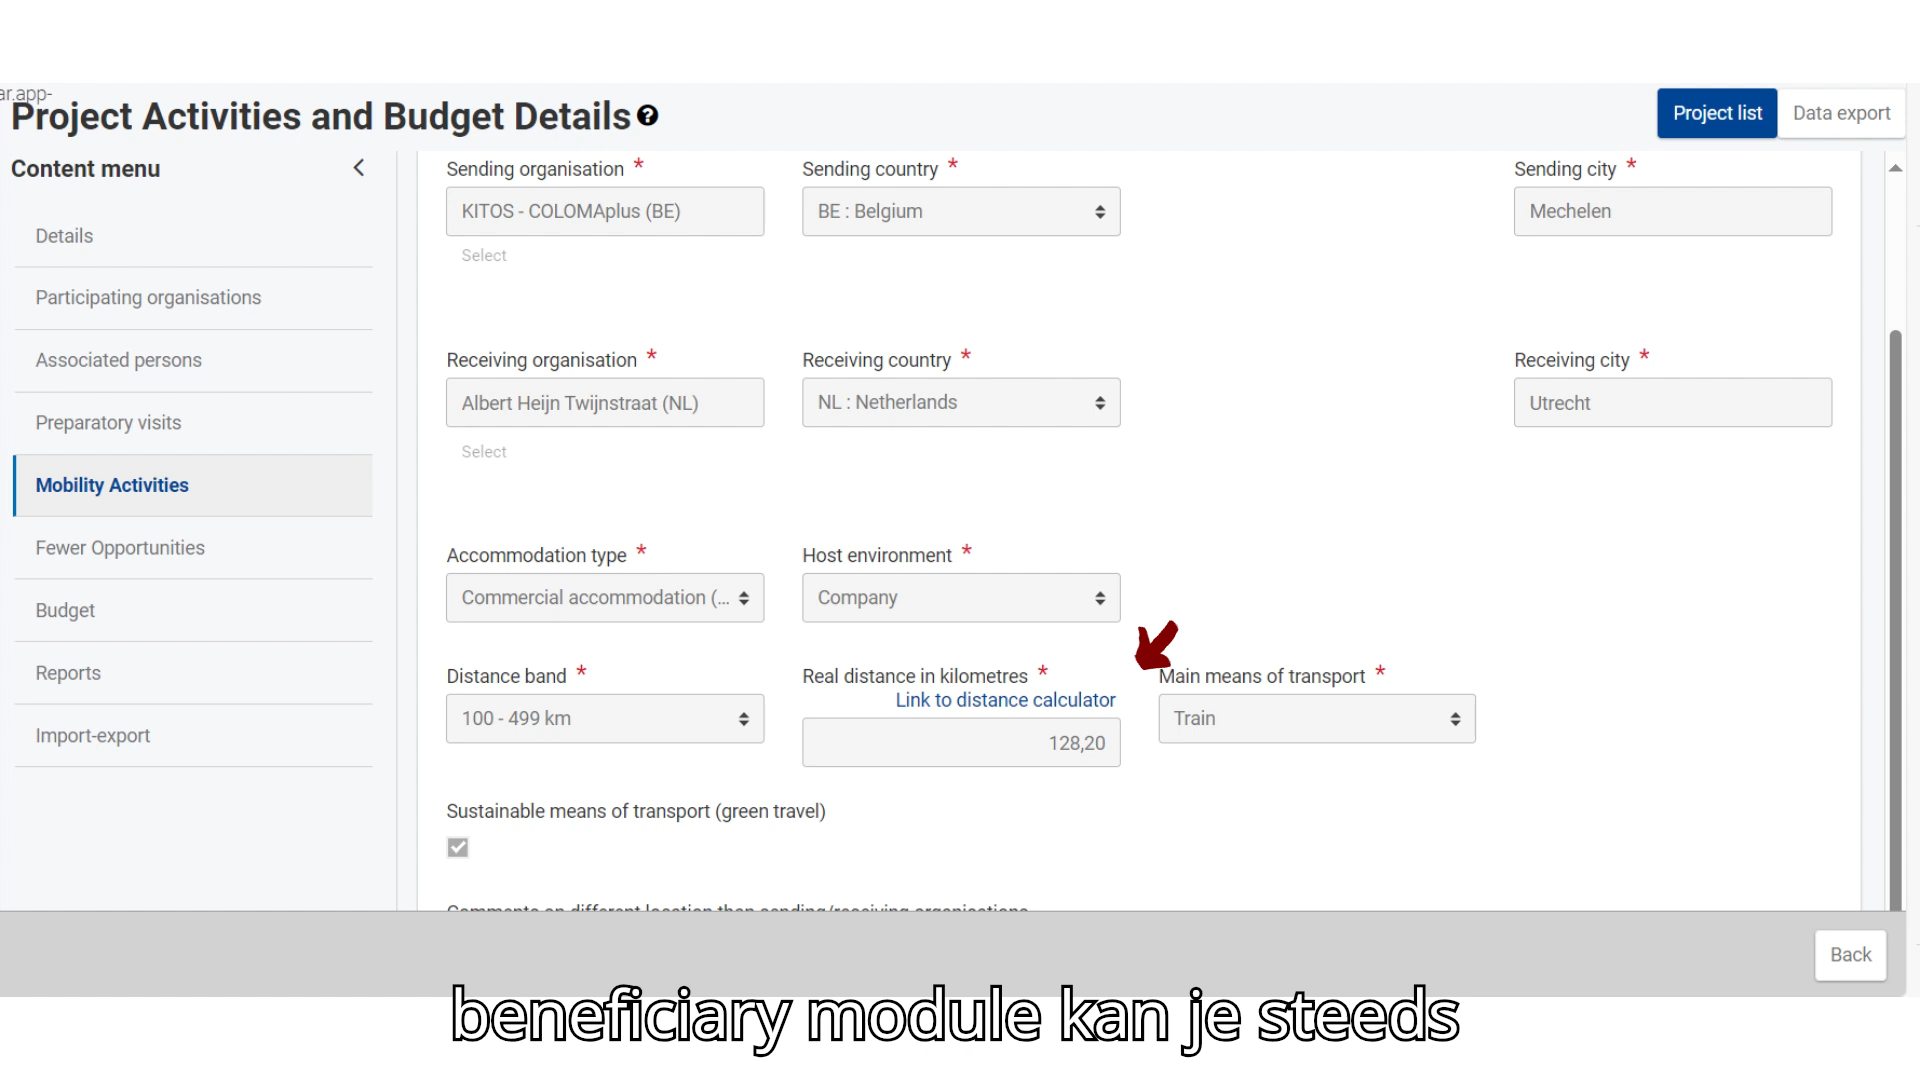 ar.app-
Project Activities and Budget Details
Project list
Data export
Content menu
Details
Participating organisations
Associated persons
Preparatory visits
Mobility Activities
Fewer Opportunities
Budget
Reports
Import-export
Sending organisation *
Sending country *
Sending city *
KITOS - COLOMAplus (BE)
BE : Belgium
Mechelen
Select
Receiving organisation *
Receiving country *
Receiving city *
Albert Heijn Twijnstraat (NL)
NL : Netherlands
Utrecht
Select
Accommodation type *
Host environment *
Commercial accommodation (...
Company
Distance band *
Real distance in kilometres *
Main means of transport *
Link to distance calculator
100 - 499 km
128,20
Train
Sustainable means of transport (green travel)
Comments on different location than sending/receiving organisations
Back
beneficiary module kan je steeds